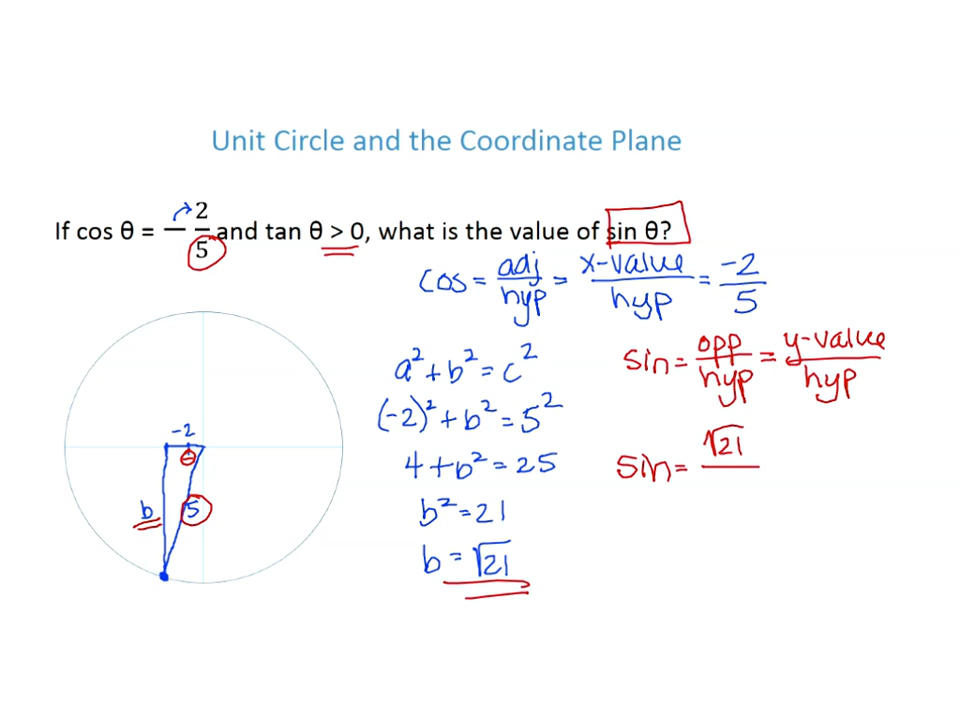 Unit Circle and the Coordinate Plane
If cos θ = − 2/5 and tan θ > 0, what is the value of sin θ?
cos = adj/hyp = x-value/hyp = -2/5
a² + b² = c²
(-2)² + b² = 5²
4 + b² = 25
b² = 21
b = √21
sin = opp/hyp = y-value/hyp
sin = √21
-2
θ
b
5